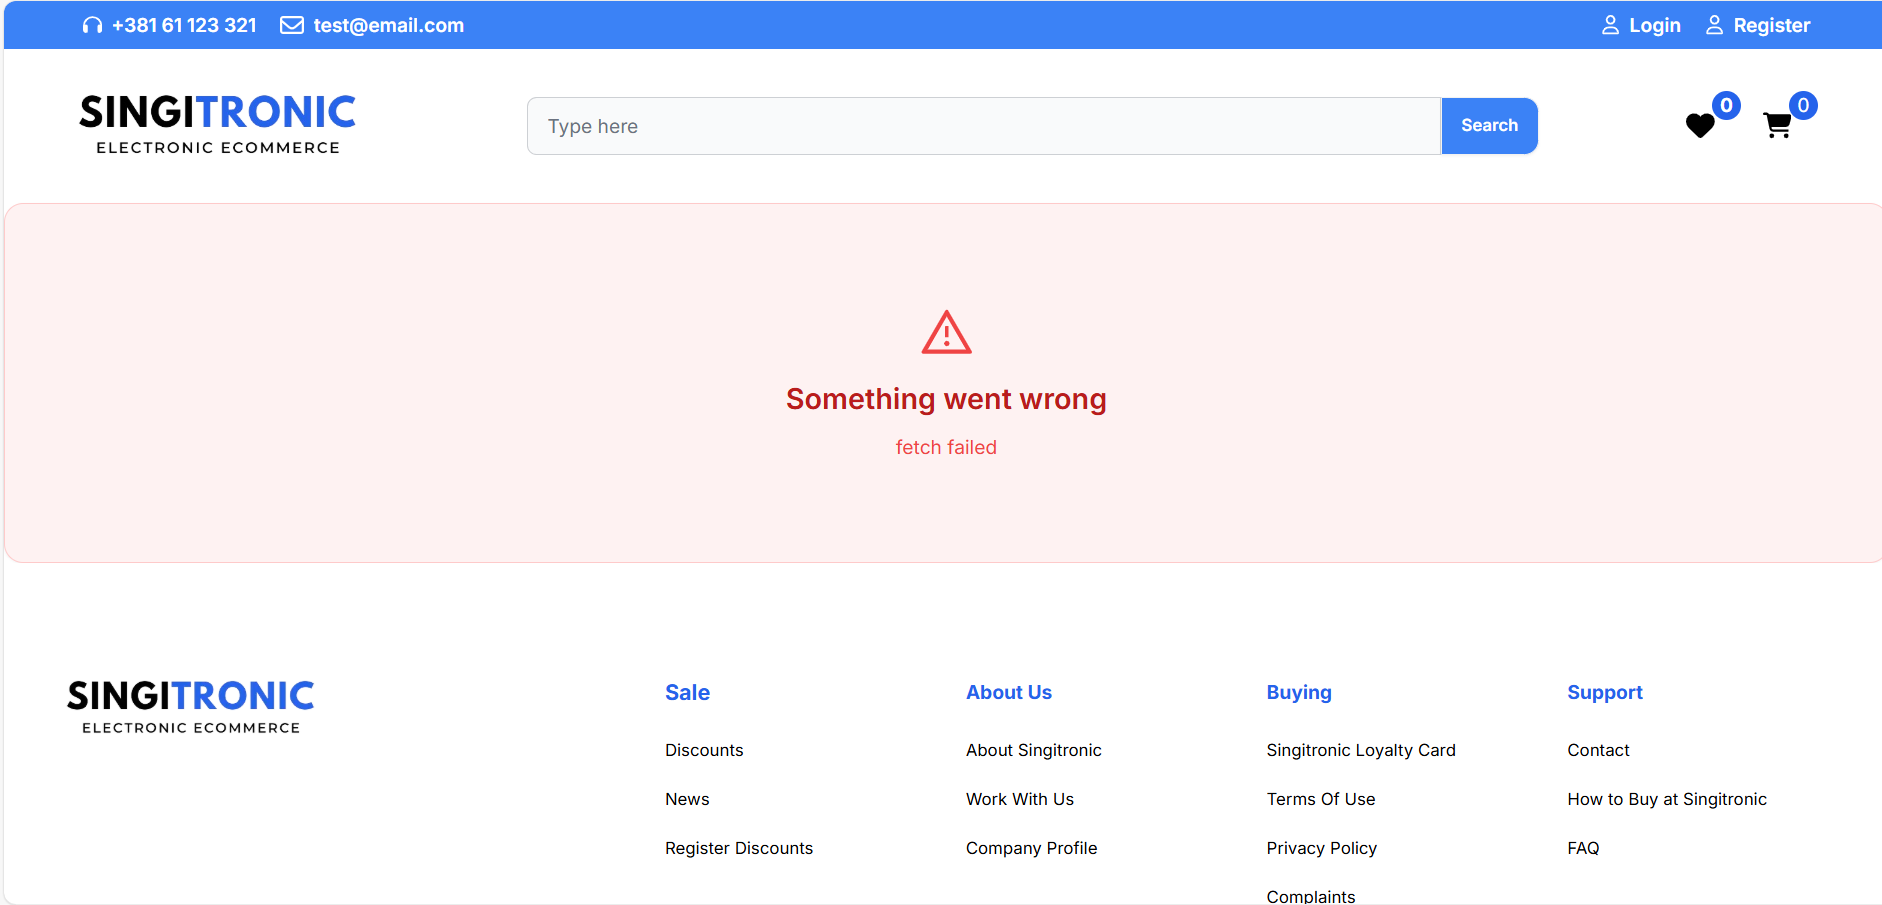 +381 61 123 321 test@email.com Login Register
SINGITRONIC
ELECTRONIC ECOMMERCE
Type here
Search
0
0
Something went wrong
fetch failed
SINGITRONIC
ELECTRONIC ECOMMERCE
Sale
Discounts
News
Register Discounts
About Us
About Singitronic
Work With Us
Company Profile
Buying
Singitronic Loyalty Card
Terms Of Use
Privacy Policy
Complaints
Support
Contact
How to Buy at Singitronic
FAQ